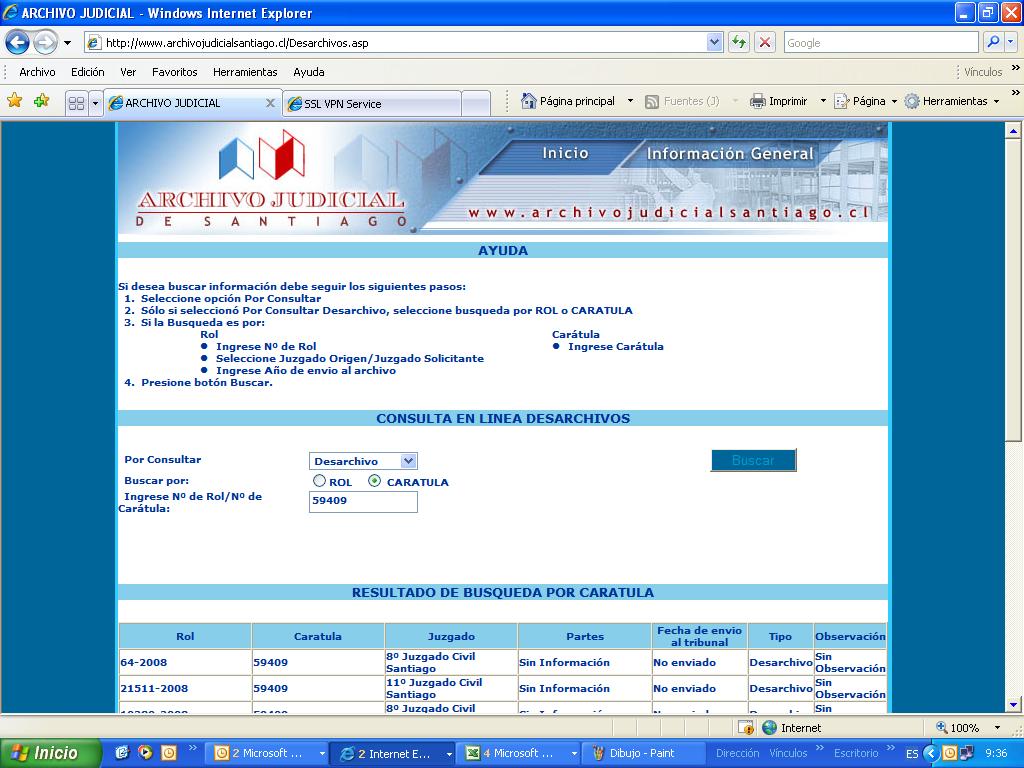 ARCHIVO JUDICIAL - Windows Internet Explorer
http://www.archivojudicialsantiago.cl/Desarchivos.asp
Google
Archivo Edición Ver Favoritos Herramientas Ayuda
Vínculos »
ARCHIVO JUDICIAL
SSL VPN Service
Página principal
Fuentes (J)
Imprimir
Página
Herramientas »
Inicio
Información General
ARCHIVO JUDICIAL
DE SANTIAGO
www.archivojudicialsantiago.cl
AYUDA
Si desea buscar información debe seguir los siguientes pasos:
1. Seleccione opción Por Consultar
2. Sólo si seleccionó Por Consultar Desarchivo, seleccione busqueda por ROL o CARATULA
3. Si la Busqueda es por:
Rol Carátula
● Ingrese Nº de Rol ● Ingrese Carátula
● Seleccione Juzgado Origen/Juzgado Solicitante
● Ingrese Año de envio al archivo
4. Presione botón Buscar.
CONSULTA EN LINEA DESARCHIVOS
Por Consultar Desarchivo Buscar
Buscar por: ROL CARATULA
Ingrese Nº de Rol/Nº de
Carátula:
59409
RESULTADO DE BUSQUEDA POR CARATULA
Rol Caratula Juzgado Partes Fecha de envio
al tribunal Tipo Observación
64-2008 59409 8º Juzgado Civil
Santiago Sin Información No enviado Desarchivo Sin
Observación
21511-2008 59409 11º Juzgado Civil
Santiago Sin Información No enviado Desarchivo Sin
Observación
8º Juzgado Civil Sin
Internet
100%
Inicio
»
2 Microsoft ...
2 Internet E...
4 Microsoft ...
Dibujo - Paint
Dirección Vínculos » Escritorio »
ES
9:36